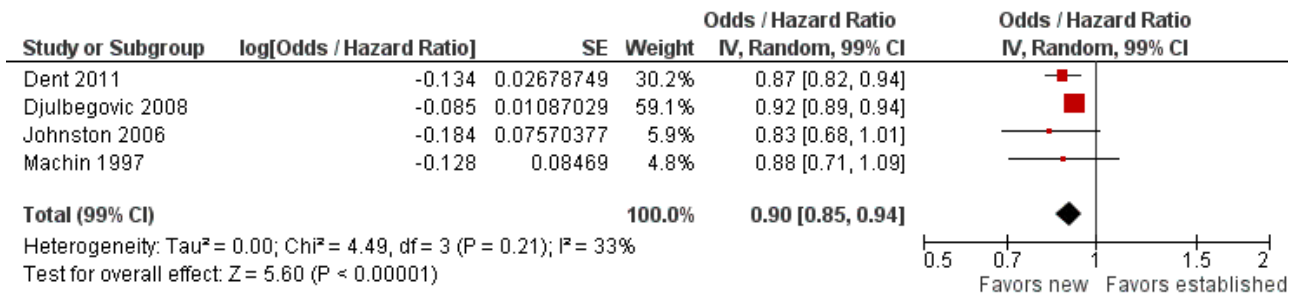 Odds / Hazard Ratio Odds / Hazard Ratio
Study or Subgroup log[Odds / Hazard Ratio] SE Weight IV, Random, 99% CI IV, Random, 99% CI
Dent 2011 -0.134 0.02678749 30.2% 0.87 [0.82, 0.94]
Djulbegovic 2008 -0.085 0.01087029 59.1% 0.92 [0.89, 0.94]
Johnston 2006 -0.184 0.07570377 5.9% 0.83 [0.68, 1.01]
Machin 1997 -0.128 0.08469 4.8% 0.88 [0.71, 1.09]
Total (99% CI) 100.0% 0.90 [0.85, 0.94]
Heterogeneity: Tau² = 0.00; Chi² = 4.49, df = 3 (P = 0.21); I² = 33%
Test for overall effect: Z = 5.60 (P < 0.00001)
0.5 0.7 1 1.5 2
Favors new Favors established